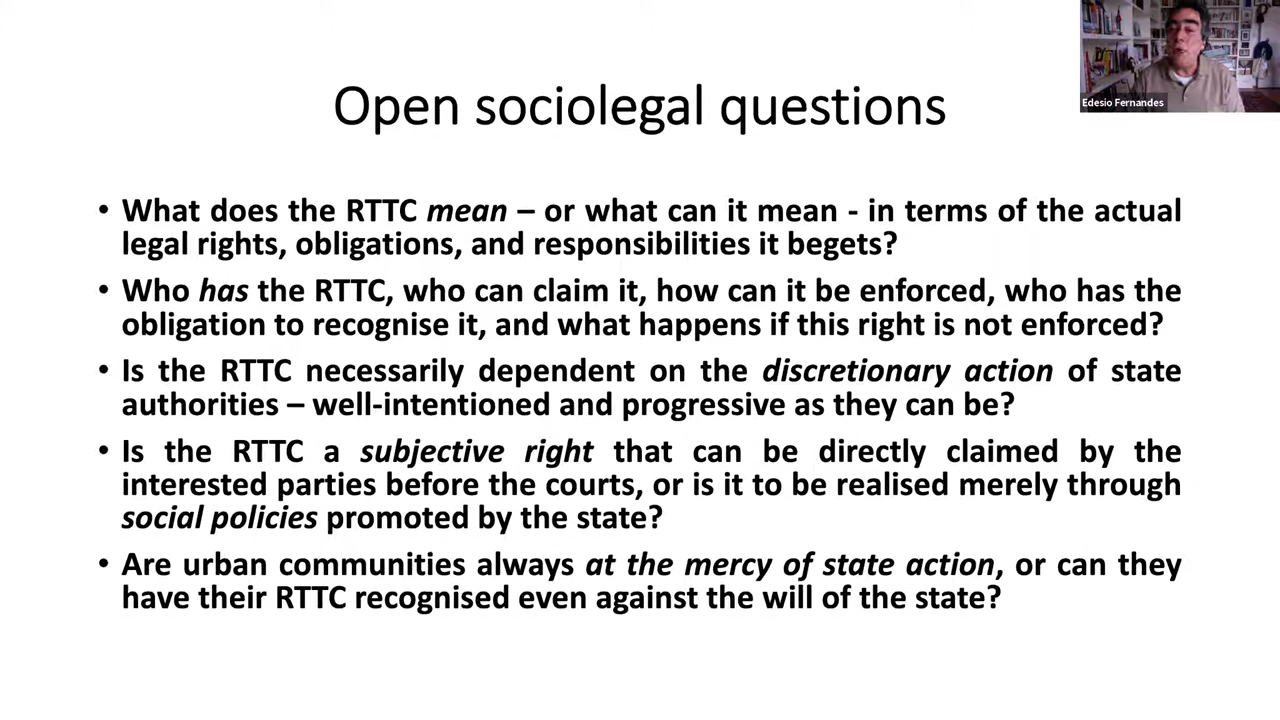 Edesio Fernandes
Open sociolegal questions
• What does the RTTC mean – or what can it mean - in terms of the actual
legal rights, obligations, and responsibilities it begets?
• Who has the RTTC, who can claim it, how can it be enforced, who has the
obligation to recognise it, and what happens if this right is not enforced?
• Is the RTTC necessarily dependent on the discretionary action of state
authorities – well-intentioned and progressive as they can be?
• Is the RTTC a subjective right that can be directly claimed by the
interested parties before the courts, or is it to be realised merely through
social policies promoted by the state?
• Are urban communities always at the mercy of state action, or can they
have their RTTC recognised even against the will of the state?